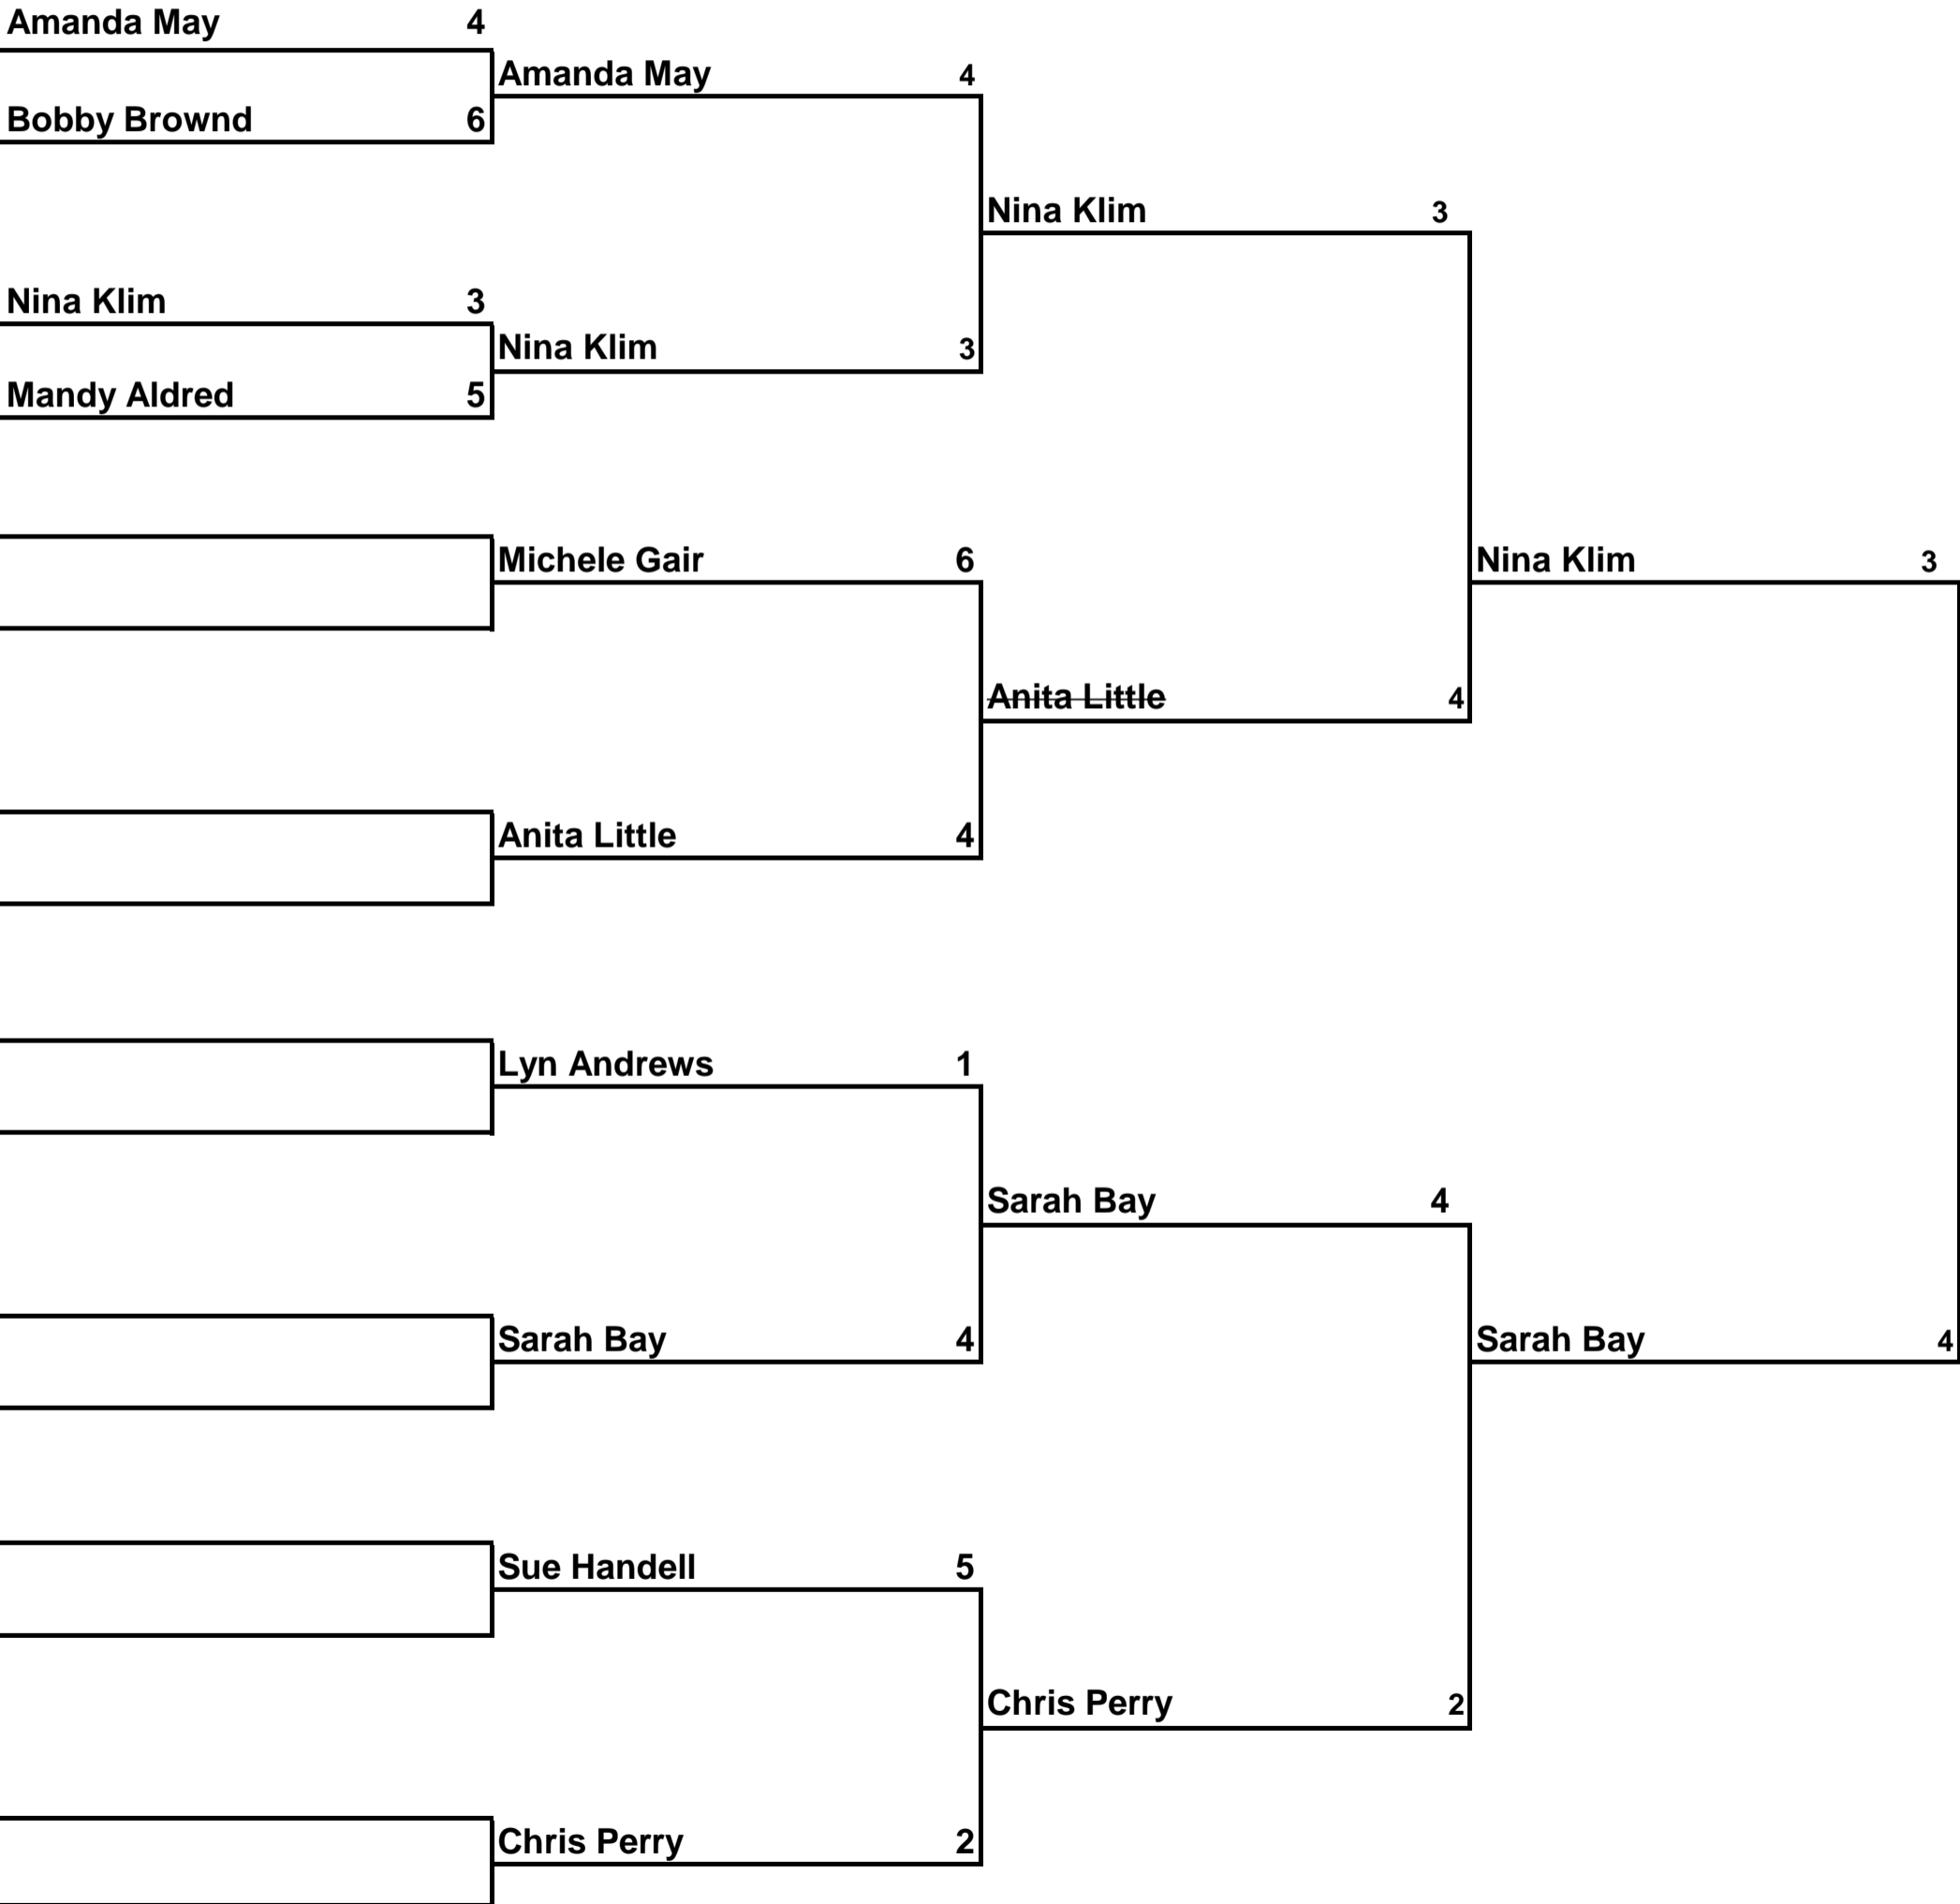 Amanda May 4
Amanda May 4
Bobby Brownd 6
Nina Klim 3
Nina Klim 3
Nina Klim 3
Mandy Aldred 5
Michele Gair 6
Nina Klim 3
Anita Little 4
Anita Little 4
Lyn Andrews 1
Sarah Bay 4
Sarah Bay 4
Sarah Bay 4
Sue Handell 5
Chris Perry 2
Chris Perry 2